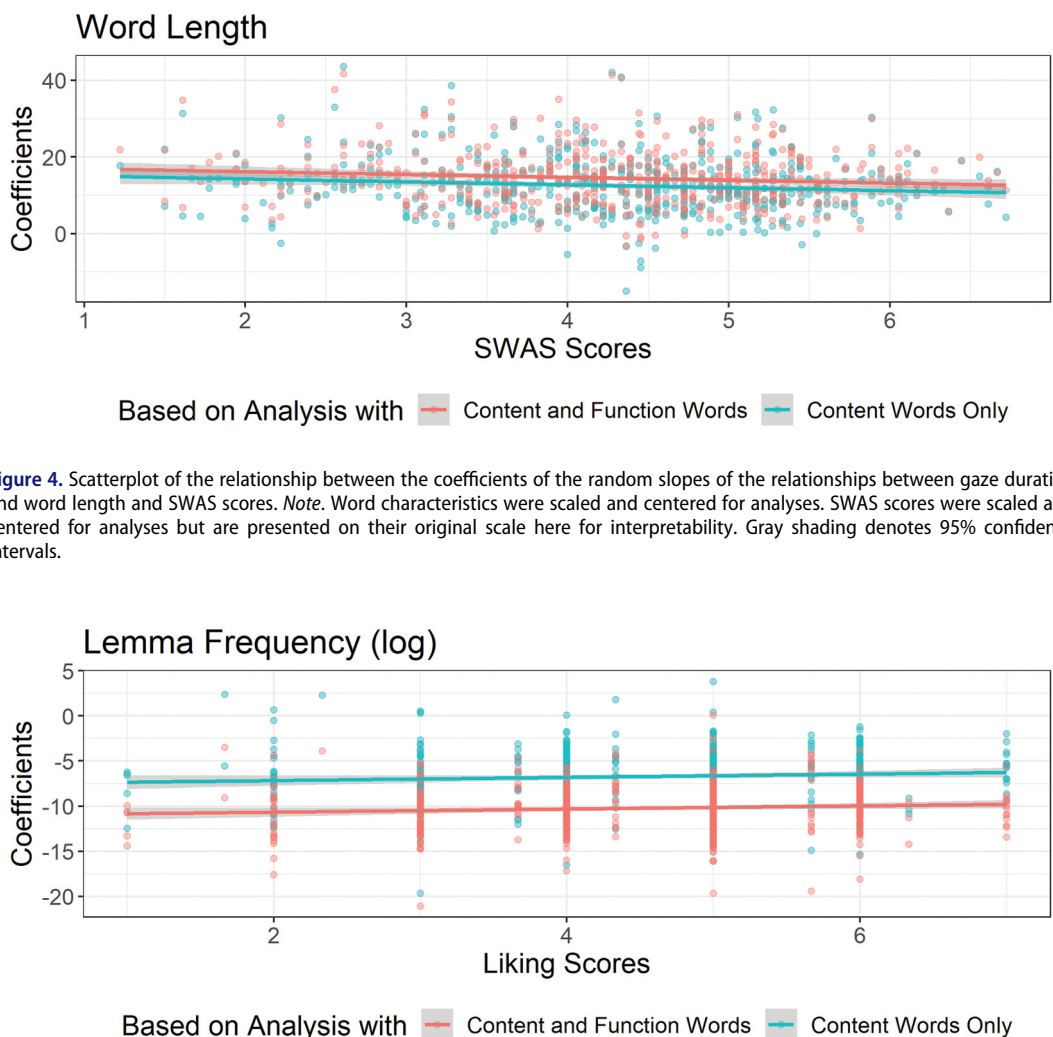 Word Length
Coefficients
40
20
0
1 2 3 4 5 6
SWAS Scores
Based on Analysis with Content and Function Words Content Words Only
igure 4. Scatterplot of the relationship between the coefficients of the random slopes of the relationships between gaze durati
nd word length and SWAS scores. Note. Word characteristics were scaled and centered for analyses. SWAS scores were scaled a
entered for analyses but are presented on their original scale here for interpretability. Gray shading denotes 95% confiden
ntervals.
Lemma Frequency (log)
Coefficients
5
0
-5
-10
-15
-20
2 4 6
Liking Scores
Based on Analysis with Content and Function Words Content Words Only